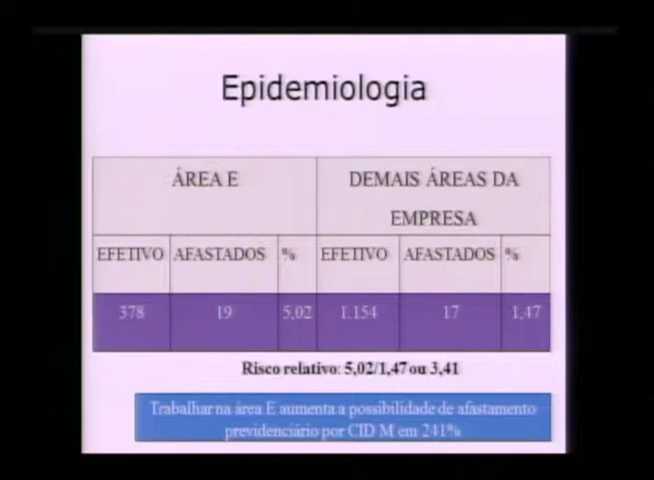 Epidemiologia
ÁREA E
DEMAIS ÁREAS DA
EMPRESA
EFETIVO AFASTADOS % EFETIVO AFASTADOS %
378 19 5,02 1.154 17 1,47
Risco relativo: 5,02/1,47 ou 3,41
Trabalhar na área E aumenta a possibilidade de afastamento
previdenciário por CID M em 241%